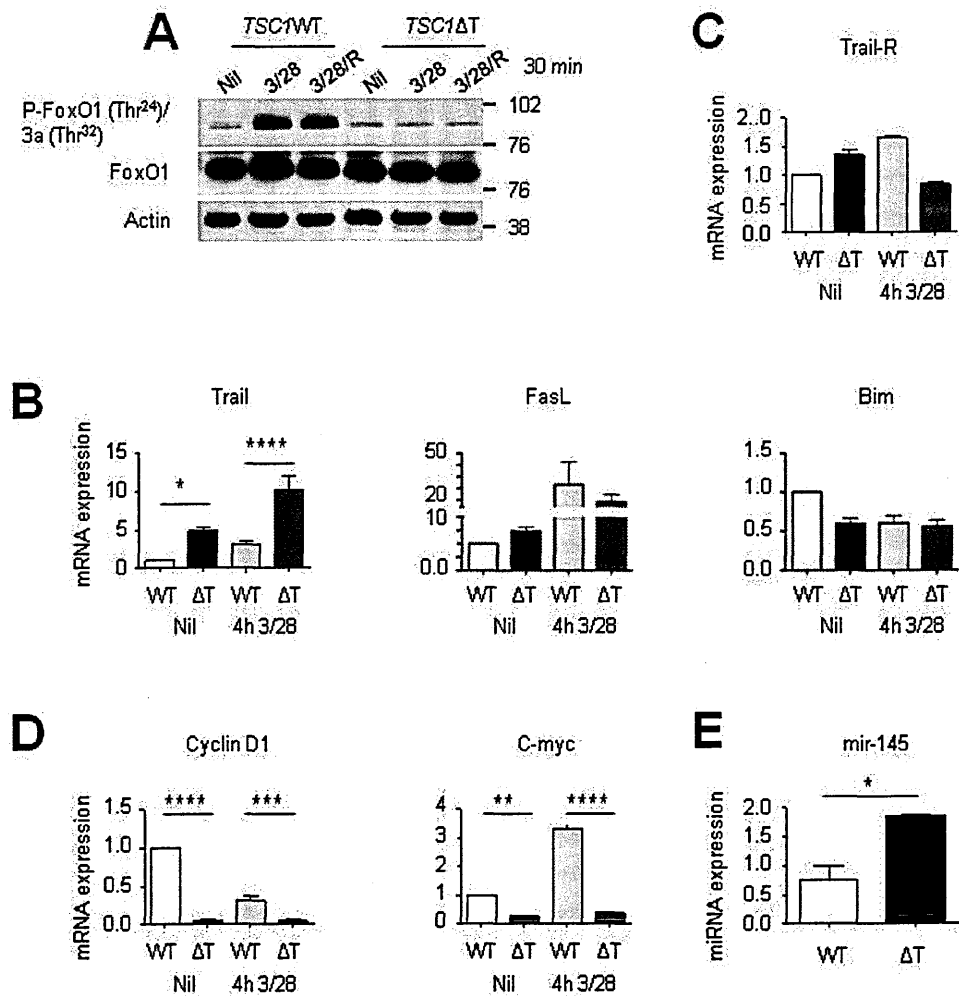 A
TSC1WT TSC1ΔT
Nil 3/28 3/28/R Nil 3/28 3/28/R 30 min
P-FoxO1 (Thr24)/
3a (Thr32)
102
76
FoxO1
76
Actin
38
C
Trail-R
mRNA expression
2.0
1.5
1.0
0.5
0.0
WT ΔT WT ΔT
Nil 4h 3/28
B
Trail
mRNA expression
15
10
5
0
* ****
WT ΔT WT ΔT
Nil 4h 3/28
FasL
50
20
10
0.0
WT ΔT WT ΔT
Nil 4h 3/28
Bim
1.5
1.0
0.5
0.0
WT ΔT WT ΔT
Nil 4h 3/28
D
Cyclin D1
mRNA expression
1.5
1.0
0.5
0.0
**** ***
WT ΔT WT ΔT
Nil 4h 3/28
C-myc
4
3
2
1
0
** ****
WT ΔT WT ΔT
Nil 4h 3/28
E
mir-145
miRNA expression
2.0
1.5
1.0
0.5
0.0
*
WT ΔT